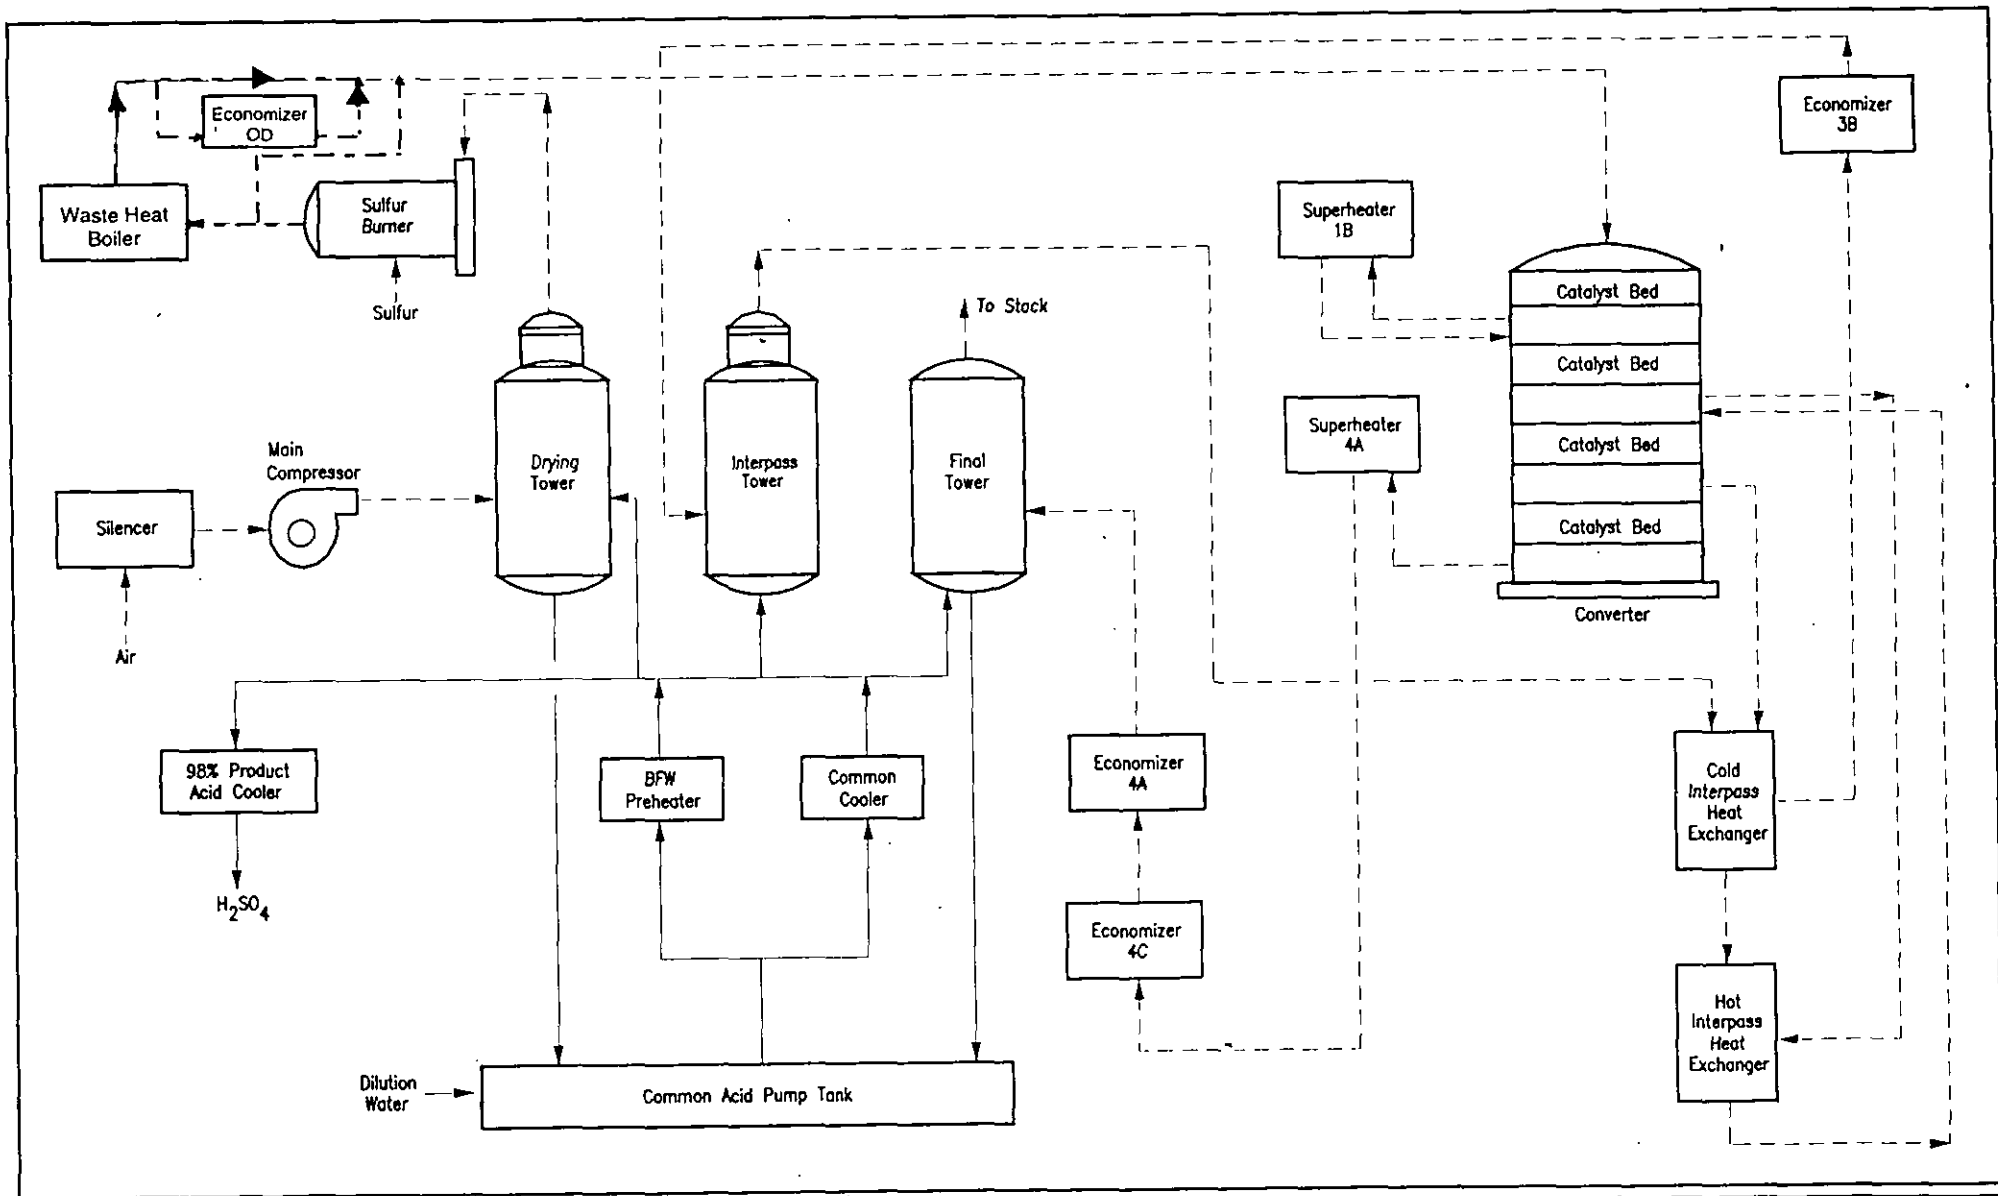 Economizer
3B
Economizer
OD
Waste Heat
Boiler
Sulfur
Burner
Sulfur
Superheater
1B
Catalyst Bed
Catalyst Bed
Catalyst Bed
Catalyst Bed
Converter
To Stack
Superheater
4A
Main
Compressor
Silencer
Air
Drying
Tower
Interpass
Tower
Final
Tower
98% Product
Acid Cooler
H2SO4
BFW
Preheater
Common
Cooler
Economizer
4A
Economizer
4C
Cold
Interpass
Heat
Exchanger
Hot
Interpass
Heat
Exchanger
Dilution
Water
Common Acid Pump Tank